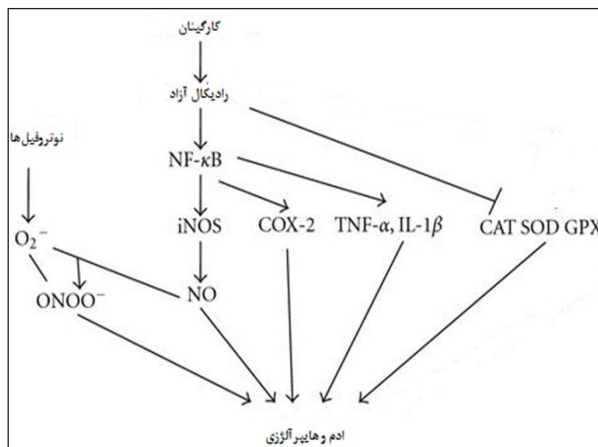 کارگینان
رادیکال آزاد
نوتروفیل ها
NF-κB
iNOS COX-2 TNF-α, IL-1β CAT SOD GPX
O₂⁻
ONOO⁻ NO
ادم و هایپرآلژزی